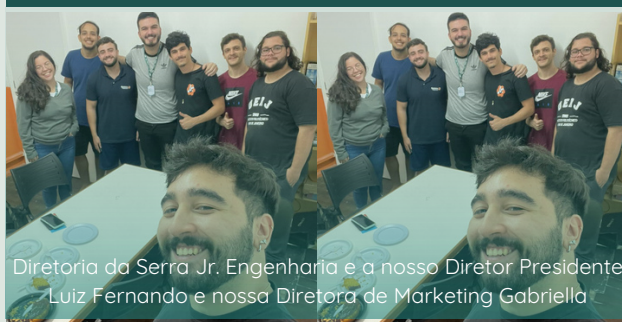 Diretoria da Serra Jr. Engenharia e a nosso Diretor Presidente
Luiz Fernando e nossa Diretora de Marketing Gabriella